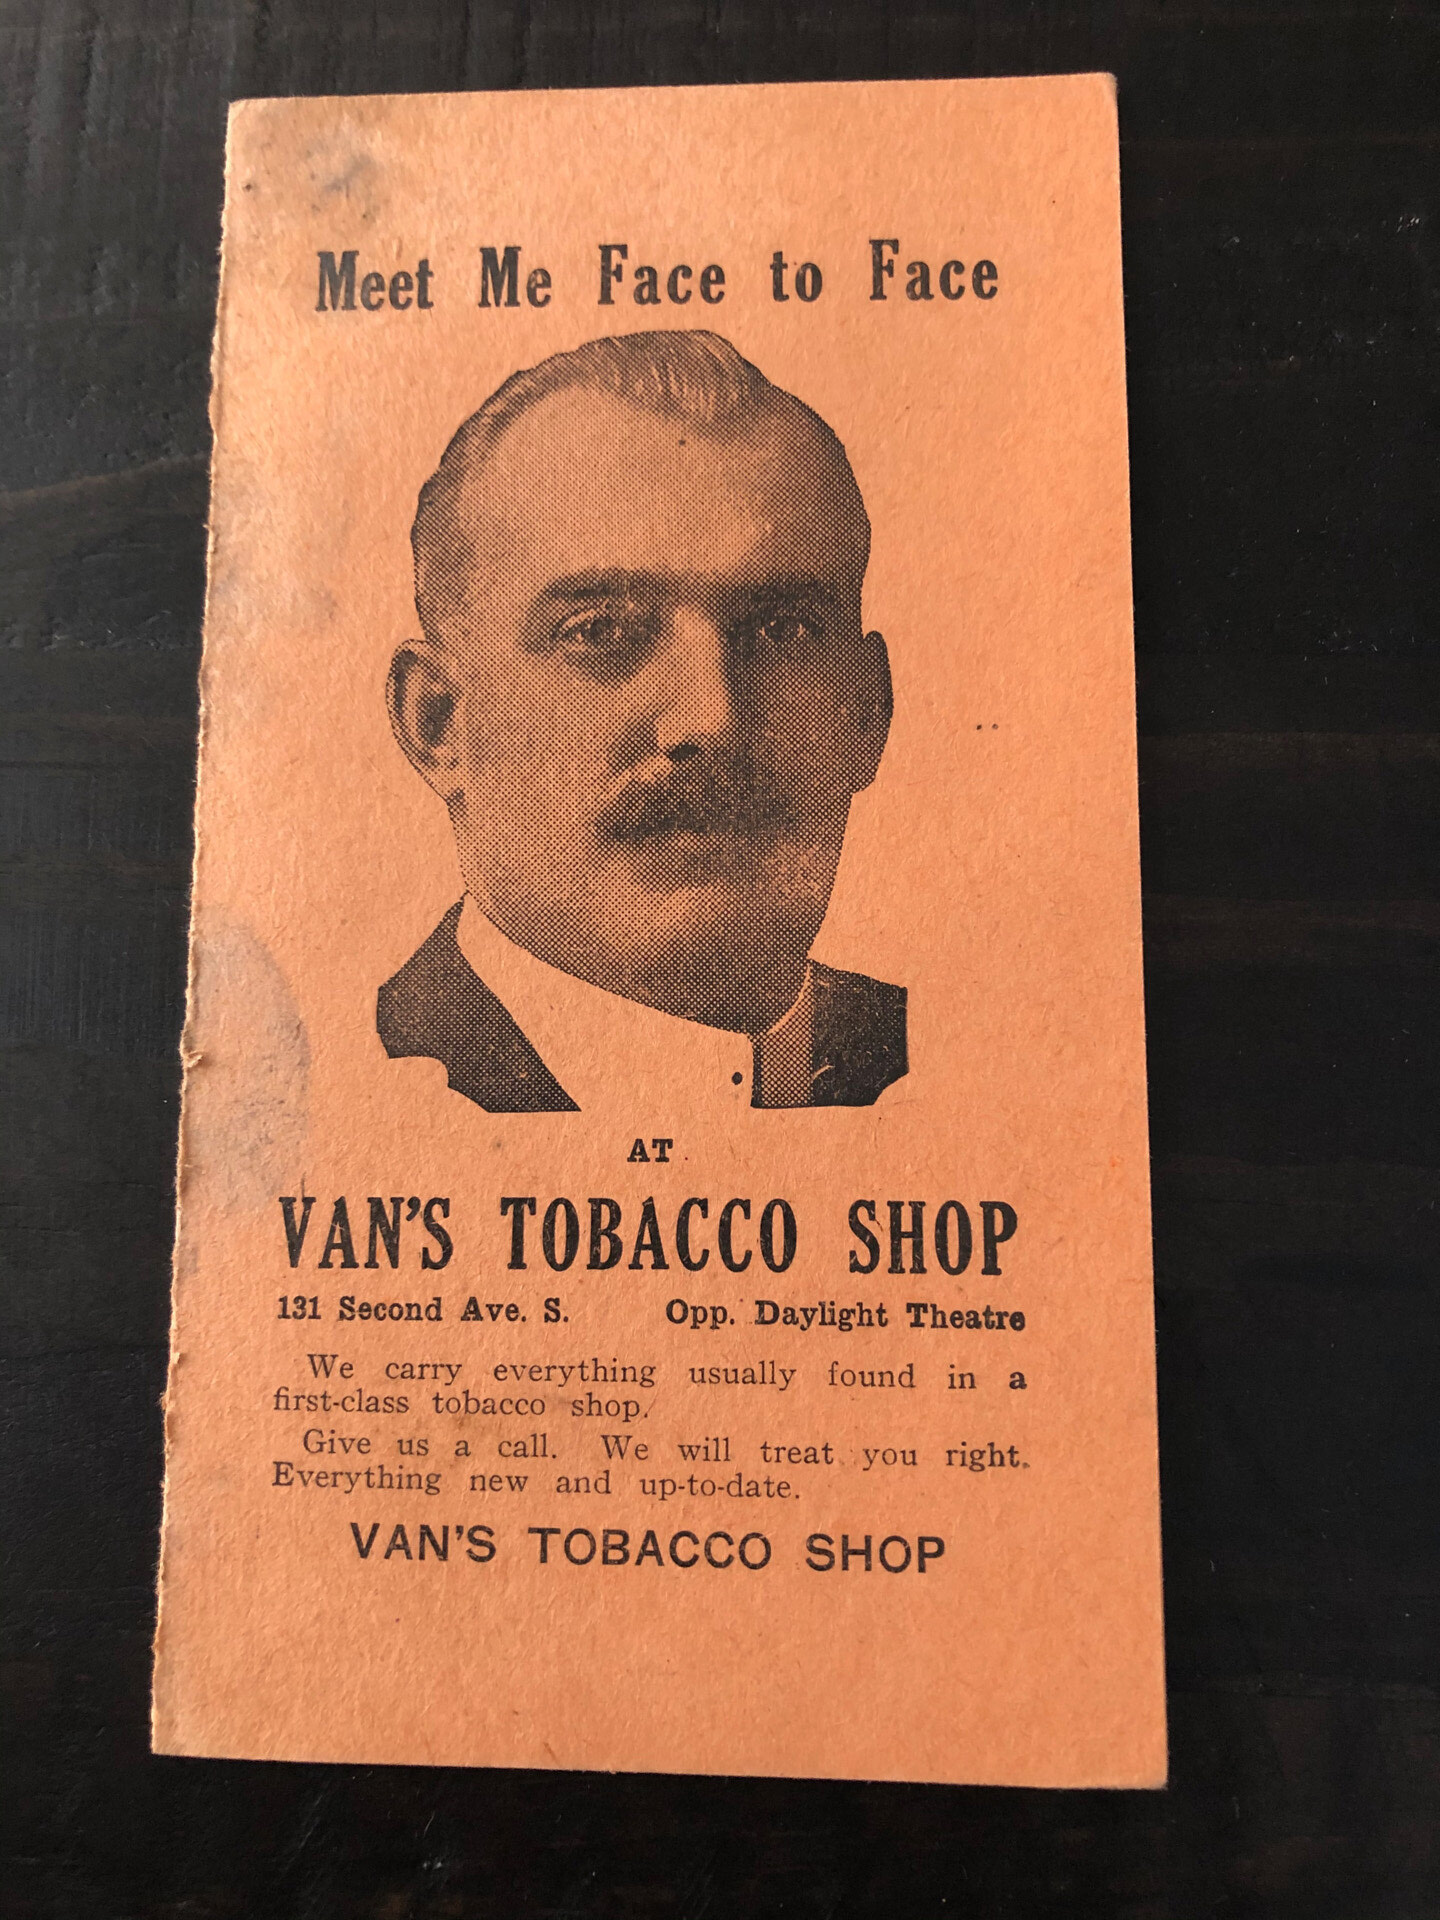 Meet Me Face to Face
AT
VAN'S TOBACCO SHOP
131 Second Ave. S. Opp. Daylight Theatre
We carry everything usually found in a
first-class tobacco shop.
Give us a call. We will treat you right.
Everything new and up-to-date.
VAN'S TOBACCO SHOP